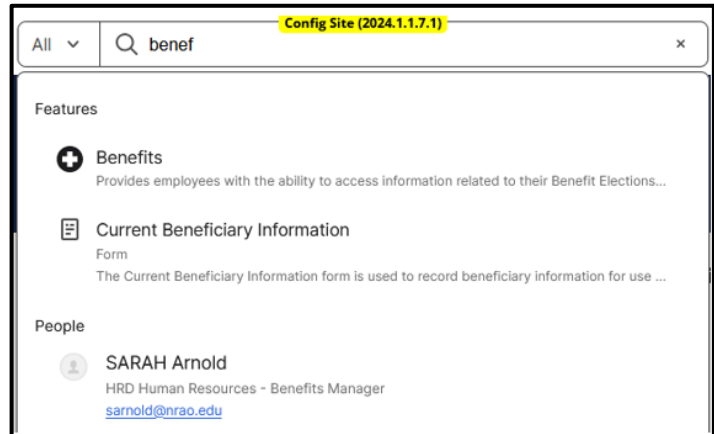 Config Site (2024.1.1.7.1)
All benef ×
Features
Benefits
Provides employees with the ability to access information related to their Benefit Elections...
Current Beneficiary Information
Form
The Current Beneficiary Information form is used to record beneficiary information for use ...
People
SARAH Arnold
HRD Human Resources - Benefits Manager
sarnold@nrao.edu